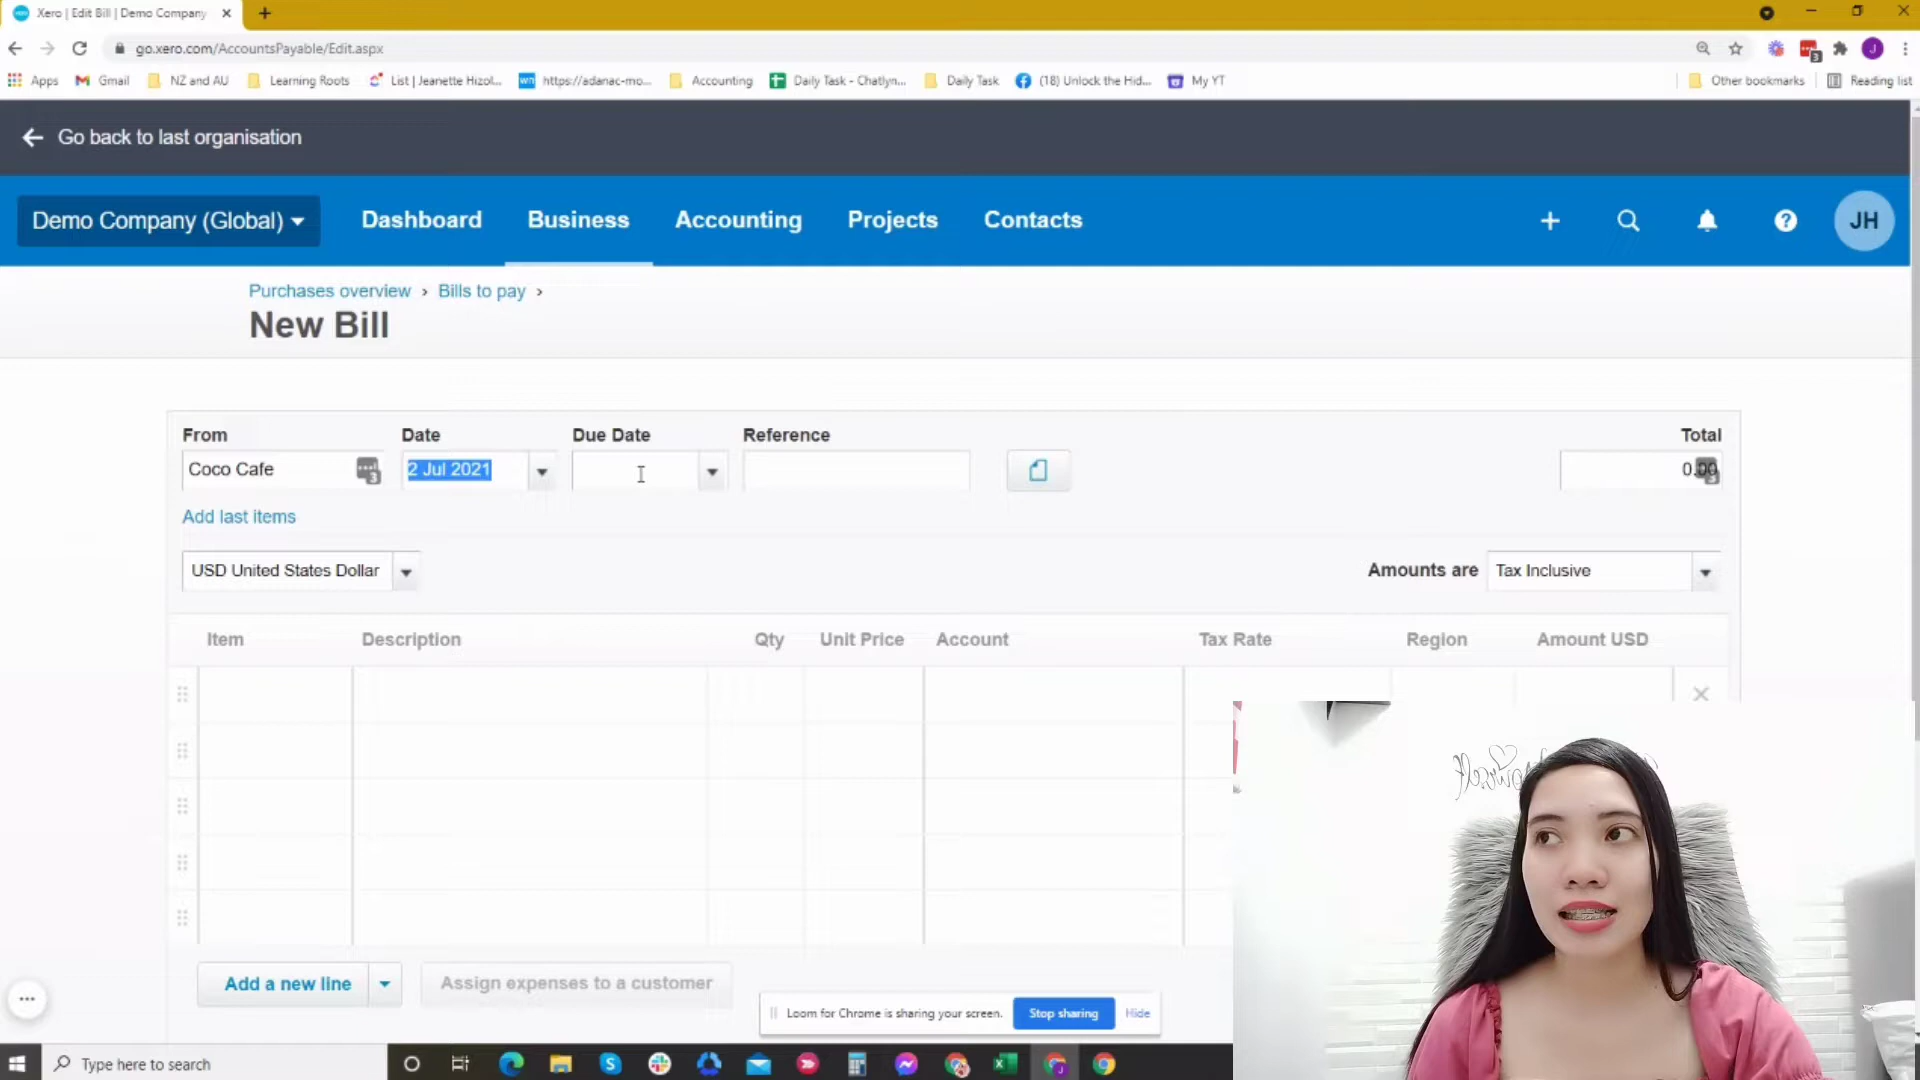 Xero | Edit Bill | Demo Company
go.xero.com/AccountsPayable/Edit.aspx
Apps Gmail NZ and AU Learning Roots List | Jeanette Hizol... https://adanac-mo... Accounting Daily Task - Chatlyn... Daily Task (18) Unlock the Hid... My YT Other bookmarks Reading list
Go back to last organisation
Demo Company (Global) Dashboard Business Accounting Projects Contacts JH
Purchases overview › Bills to pay ›
New Bill
From Date Due Date Reference Total
Coco Cafe 2 Jul 2021 0.00
Add last items
USD United States Dollar Amounts are Tax Inclusive
Item Description Qty Unit Price Account Tax Rate Region Amount USD
Add a new line Assign expenses to a customer
Loom for Chrome is sharing your screen. Stop sharing Hide
Type here to search